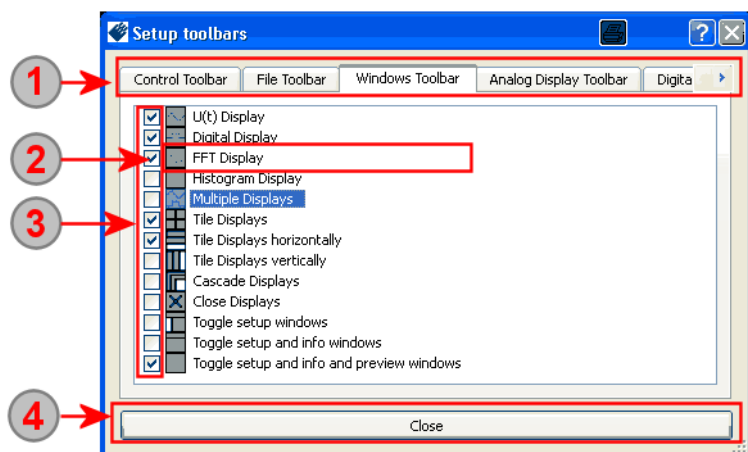 Setup toolbars
1
Control Toolbar File Toolbar Windows Toolbar Analog Display Toolbar Digita
U(t) Display
Digital Display
2
FFT Display
Histogram Display
Multiple Displays
3
Tile Displays
Tile Displays horizontally
Tile Displays vertically
Cascade Displays
Close Displays
Toggle setup windows
Toggle setup and info windows
Toggle setup and info and preview windows
4
Close